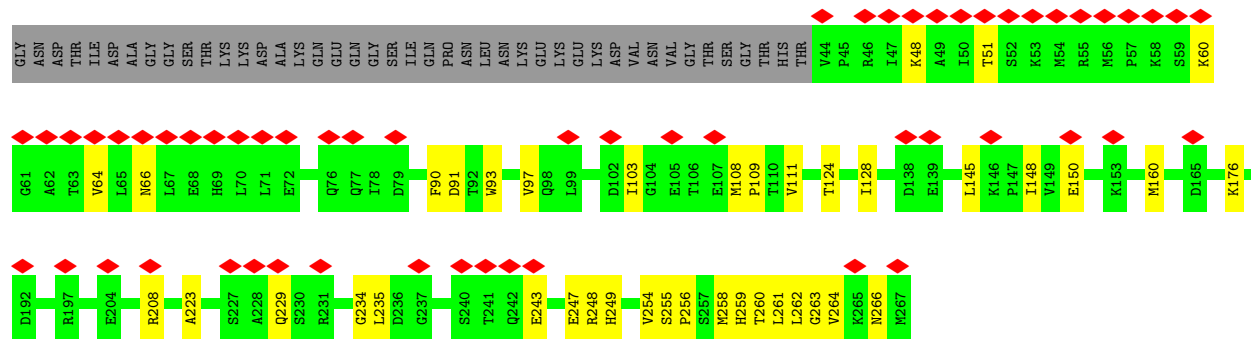 GLY ASN ASP THR ILE ASP ALA GLY GLY SER THR LYS LYS ASP ALA LYS GLN GLU GLN GLY SER ILE GLN PRO ASN LEU ASN ASN LYS GLU LYS GLU LYS ASP VAL ASN VAL GLY THR SER GLY THR HIS THR V44 P45 R46 I47 K48 A49 I50 T51 S52 K53 M54 R55 M56 P57 K58 S59 K60
G61 A62 T63 V64 L65 N66 L67 E68 H69 L70 L71 E72 Q76 Q77 I78 D79 F90 D91 T92 W93 V97 Q98 L99 D102 I103 G104 E105 T106 E107 M108 P109 T110 V111 T124 I128 D138 E139 L145 K146 P147 I148 V149 E150 K153 M160 D165 K176
D192 R197 E204 R208 A223 S227 A228 Q229 S230 R231 G234 L235 D236 G237 S240 T241 Q242 E243 E247 R248 H249 V254 S255 P256 S257 M258 H259 T260 L261 L262 G263 V264 K265 N266 M267